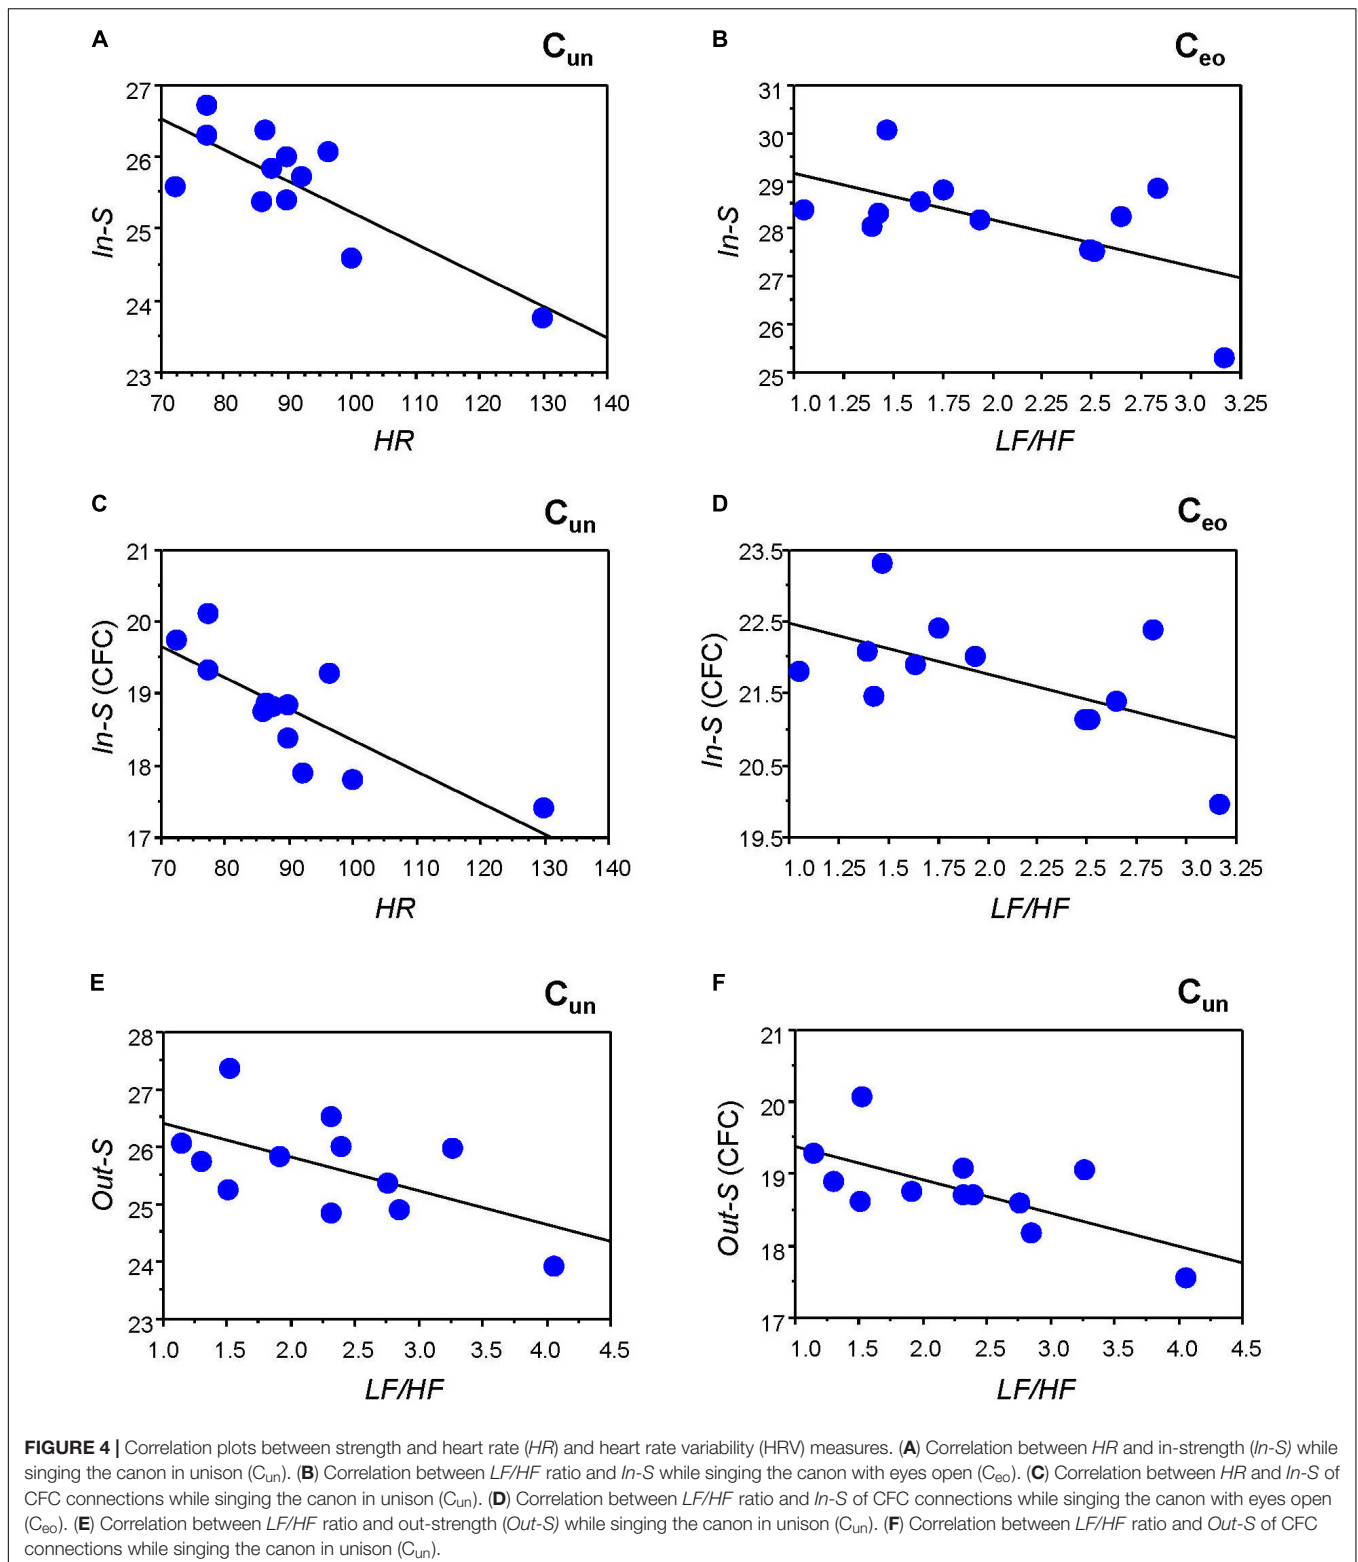 A
C_un
27
26
25
24
23
In-S
70 80 90 100 110 120 130 140
HR
B
C_eo
31
30
29
28
27
26
25
In-S
1.0 1.25 1.5 1.75 2.0 2.25 2.5 2.75 3.0 3.25
LF/HF
C
C_un
21
20
19
18
17
In-S (CFC)
70 80 90 100 110 120 130 140
HR
D
C_eo
23.5
22.5
21.5
20.5
19.5
In-S (CFC)
1.0 1.25 1.5 1.75 2.0 2.25 2.5 2.75 3.0 3.25
LF/HF
E
C_un
28
27
26
25
24
23
Out-S
1.0 1.5 2.0 2.5 3.0 3.5 4.0 4.5
LF/HF
F
C_un
21
20
19
18
17
Out-S (CFC)
1.0 1.5 2.0 2.5 3.0 3.5 4.0 4.5
LF/HF
FIGURE 4 | Correlation plots between strength and heart rate (HR) and heart rate variability (HRV) measures. (A) Correlation between HR and in-strength (In-S) while
singing the canon in unison (C_un). (B) Correlation between LF/HF ratio and In-S while singing the canon with eyes open (C_eo). (C) Correlation between HR and In-S of
CFC connections while singing the canon in unison (C_un). (D) Correlation between LF/HF ratio and In-S of CFC connections while singing the canon with eyes open
(C_eo). (E) Correlation between LF/HF ratio and out-strength (Out-S) while singing the canon in unison (C_un). (F) Correlation between LF/HF ratio and Out-S of CFC
connections while singing the canon in unison (C_un).